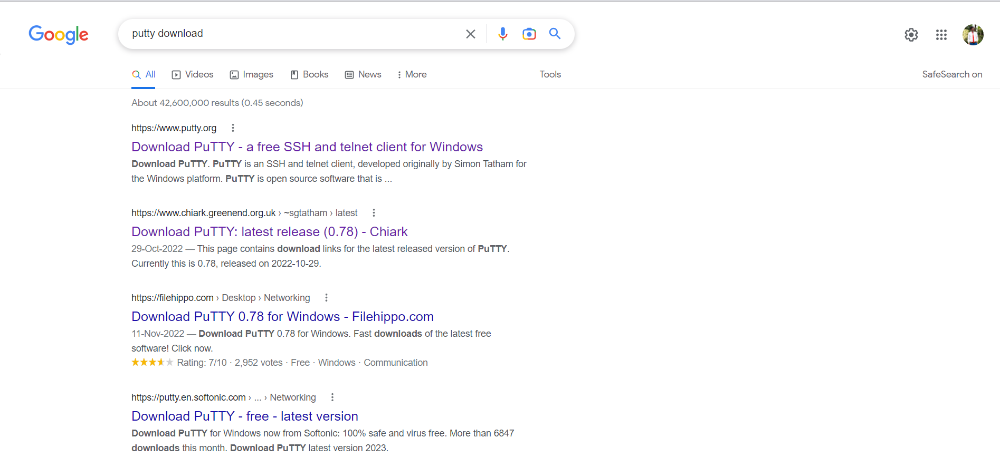 Google
putty download
All Videos Images Books News More Tools SafeSearch on
About 42,600,000 results (0.45 seconds)
https://www.putty.org
Download PuTTY - a free SSH and telnet client for Windows
Download PuTTY. PuTTY is an SSH and telnet client, developed originally by Simon Tatham for
the Windows platform. PuTTY is open source software that is ...
https://www.chiark.greenend.org.uk › ~sgtatham › latest
Download PuTTY: latest release (0.78) - Chiark
29-Oct-2022 — This page contains download links for the latest released version of PuTTY.
Currently this is 0.78, released on 2022-10-29.
https://filehippo.com › Desktop › Networking
Download PuTTY 0.78 for Windows - Filehippo.com
11-Nov-2022 — Download PuTTY 0.78 for Windows. Fast downloads of the latest free
software! Click now.
Rating: 7/10 · 2,952 votes · Free · Windows · Communication
https://putty.en.softonic.com › ... › Networking
Download PuTTY - free - latest version
Download PuTTY for Windows now from Softonic: 100% safe and virus free. More than 6847
downloads this month. Download PuTTY latest version 2023.